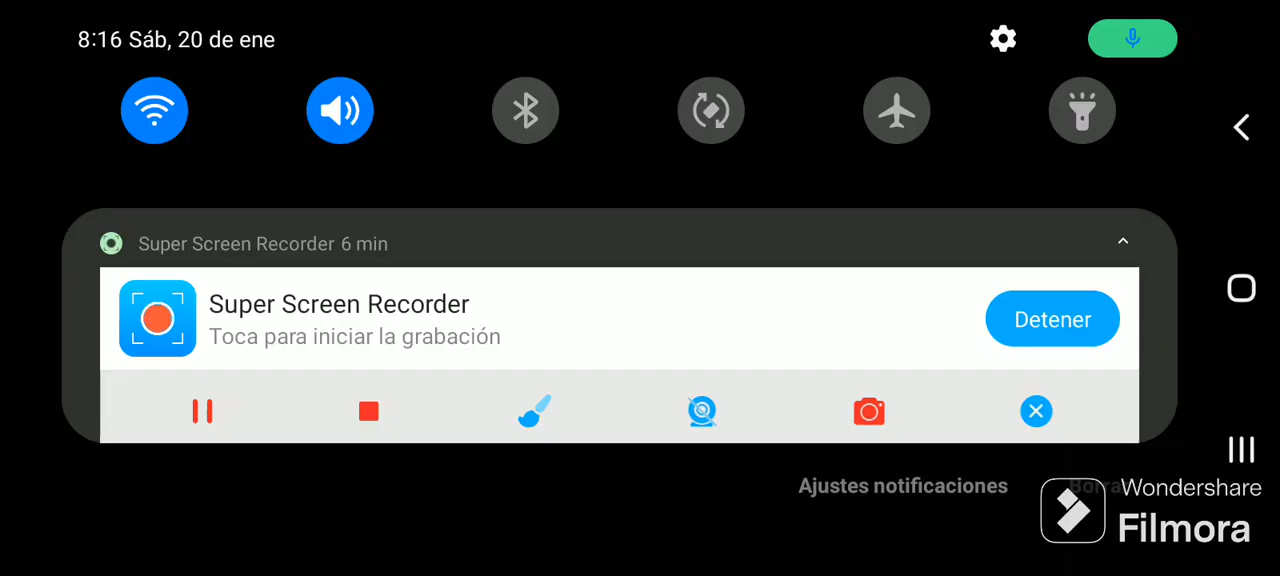 8:16 Sáb, 20 de ene
Super Screen Recorder 6 min
Super Screen Recorder
Toca para iniciar la grabación
Detener
Ajustes notificaciones
Wondershare
Filmora